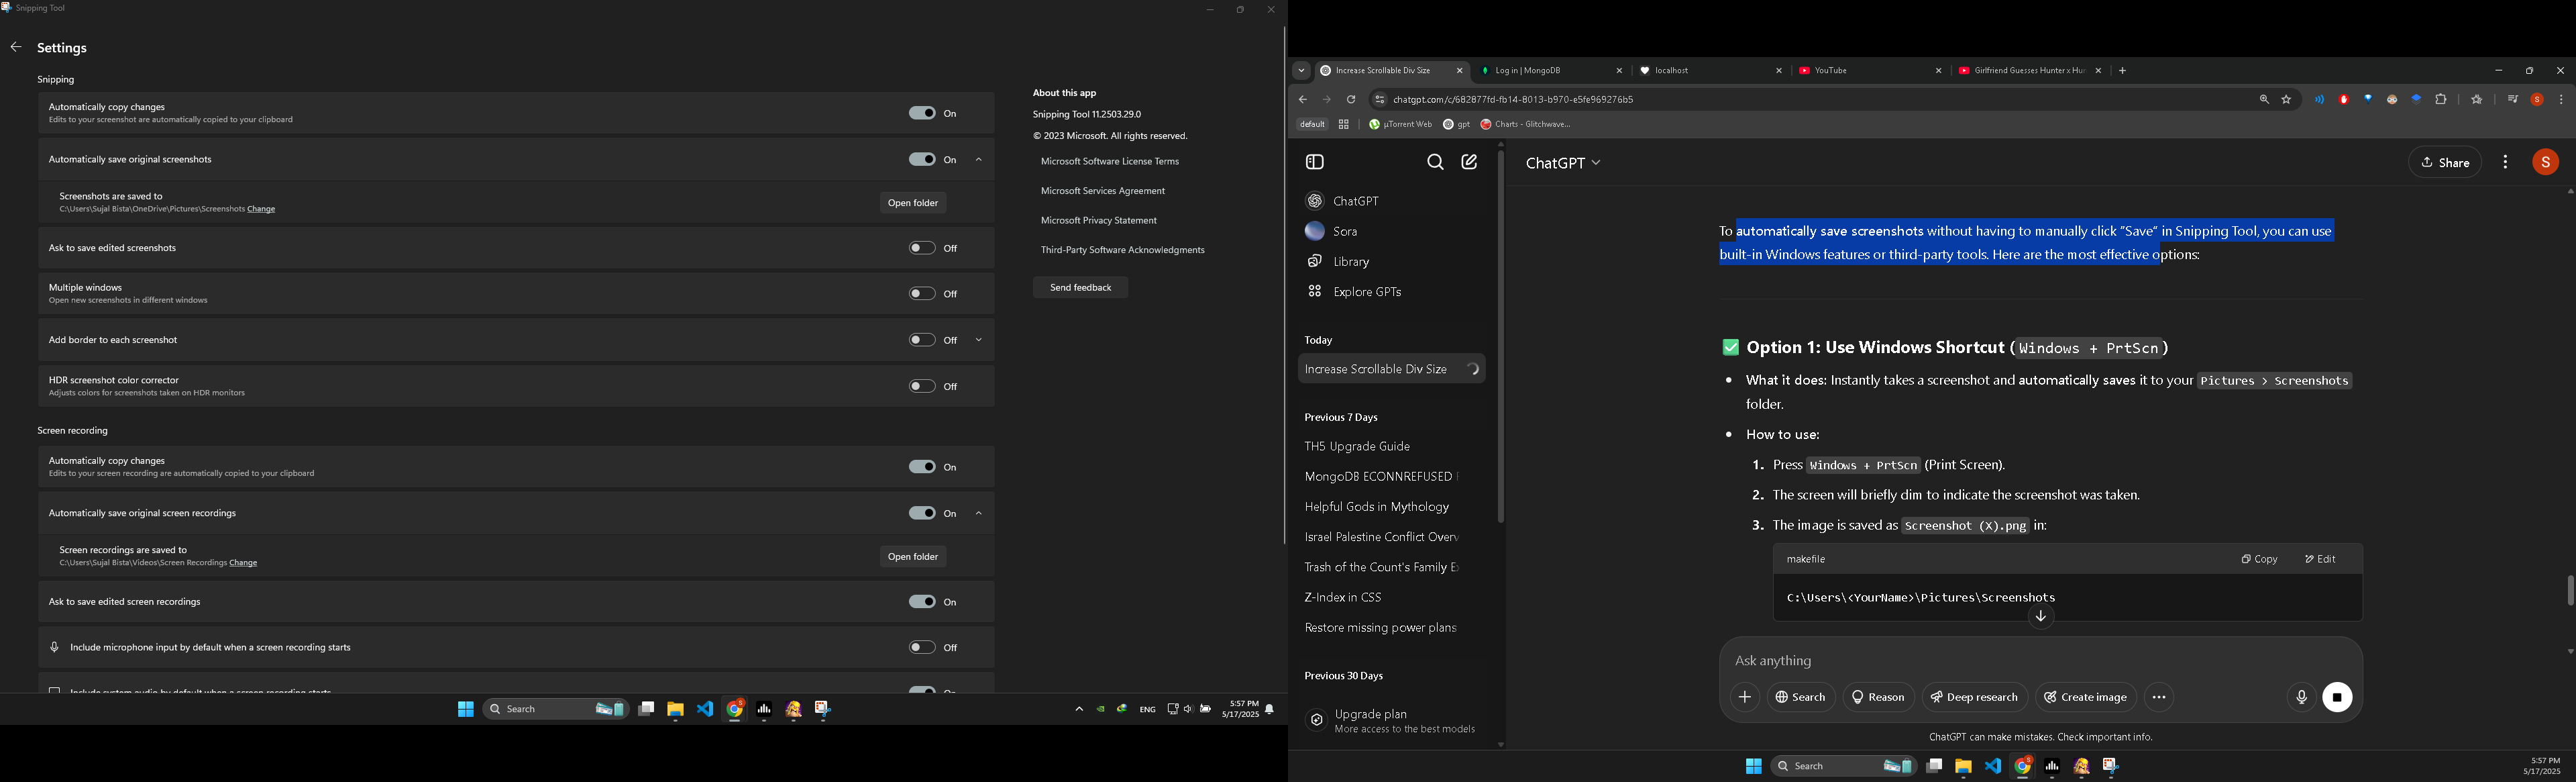 Snipping Tool
Settings
Snipping
Automatically copy changes
Edits to your screenshot are automatically copied to your clipboard
On
Automatically save original screenshots
On
Screenshots are saved to
C:\Users\Sujal Bista\OneDrive\Pictures\Screenshots Change
Open folder
Ask to save edited screenshots
Off
Multiple windows
Open new screenshots in different windows
Off
Add border to each screenshot
Off
HDR screenshot color corrector
Adjusts colors for screenshots taken on HDR monitors
Off
Screen recording
Automatically copy changes
Edits to your screen recording are automatically copied to your clipboard
On
Automatically save original screen recordings
On
Screen recordings are saved to
C:\Users\Sujal Bista\Videos\Screen Recordings Change
Open folder
Ask to save edited screen recordings
On
Include microphone input by default when a screen recording starts
Off
Include system audio by default when a screen recording starts
On
About this app
Snipping Tool 11.2503.29.0
© 2023 Microsoft. All rights reserved.
Microsoft Software License Terms
Microsoft Services Agreement
Microsoft Privacy Statement
Third-Party Software Acknowledgments
Send feedback
Search
ENG
5:57 PM
5/17/2025
Increase Scrollable Div Size
Log in | MongoDB
localhost
YouTube
Girlfriend Guesses Hunter x Hun
chatgpt.com/c/682877fd-fb14-8013-b970-e5fe969276b5
S
default
µTorrent Web
gpt
Charts - Glitchwave...
ChatGPT
Share
S
ChatGPT
Sora
Library
Explore GPTs
Today
Increase Scrollable Div Size
Previous 7 Days
TH5 Upgrade Guide
MongoDB ECONNREFUSED
Helpful Gods in Mythology
Israel Palestine Conflict Overv
Trash of the Count's Family E
Z-Index in CSS
Restore missing power plans
Previous 30 Days
Upgrade plan
More access to the best models
To automatically save screenshots without having to manually click "Save" in Snipping Tool, you can use
built-in Windows features or third-party tools. Here are the most effective options:
Option 1: Use Windows Shortcut (Windows + PrtScn)
What it does: Instantly takes a screenshot and automatically saves it to your Pictures > Screenshots
folder.
How to use:
1. Press Windows + PrtScn (Print Screen).
2. The screen will briefly dim to indicate the screenshot was taken.
3. The image is saved as Screenshot (X).png in:
makefile
Copy
Edit
C:\Users\<YourName>\Pictures\Screenshots
Ask anything
Search
Reason
Deep research
Create image
ChatGPT can make mistakes. Check important info.
Search
5:57 PM
5/17/2025